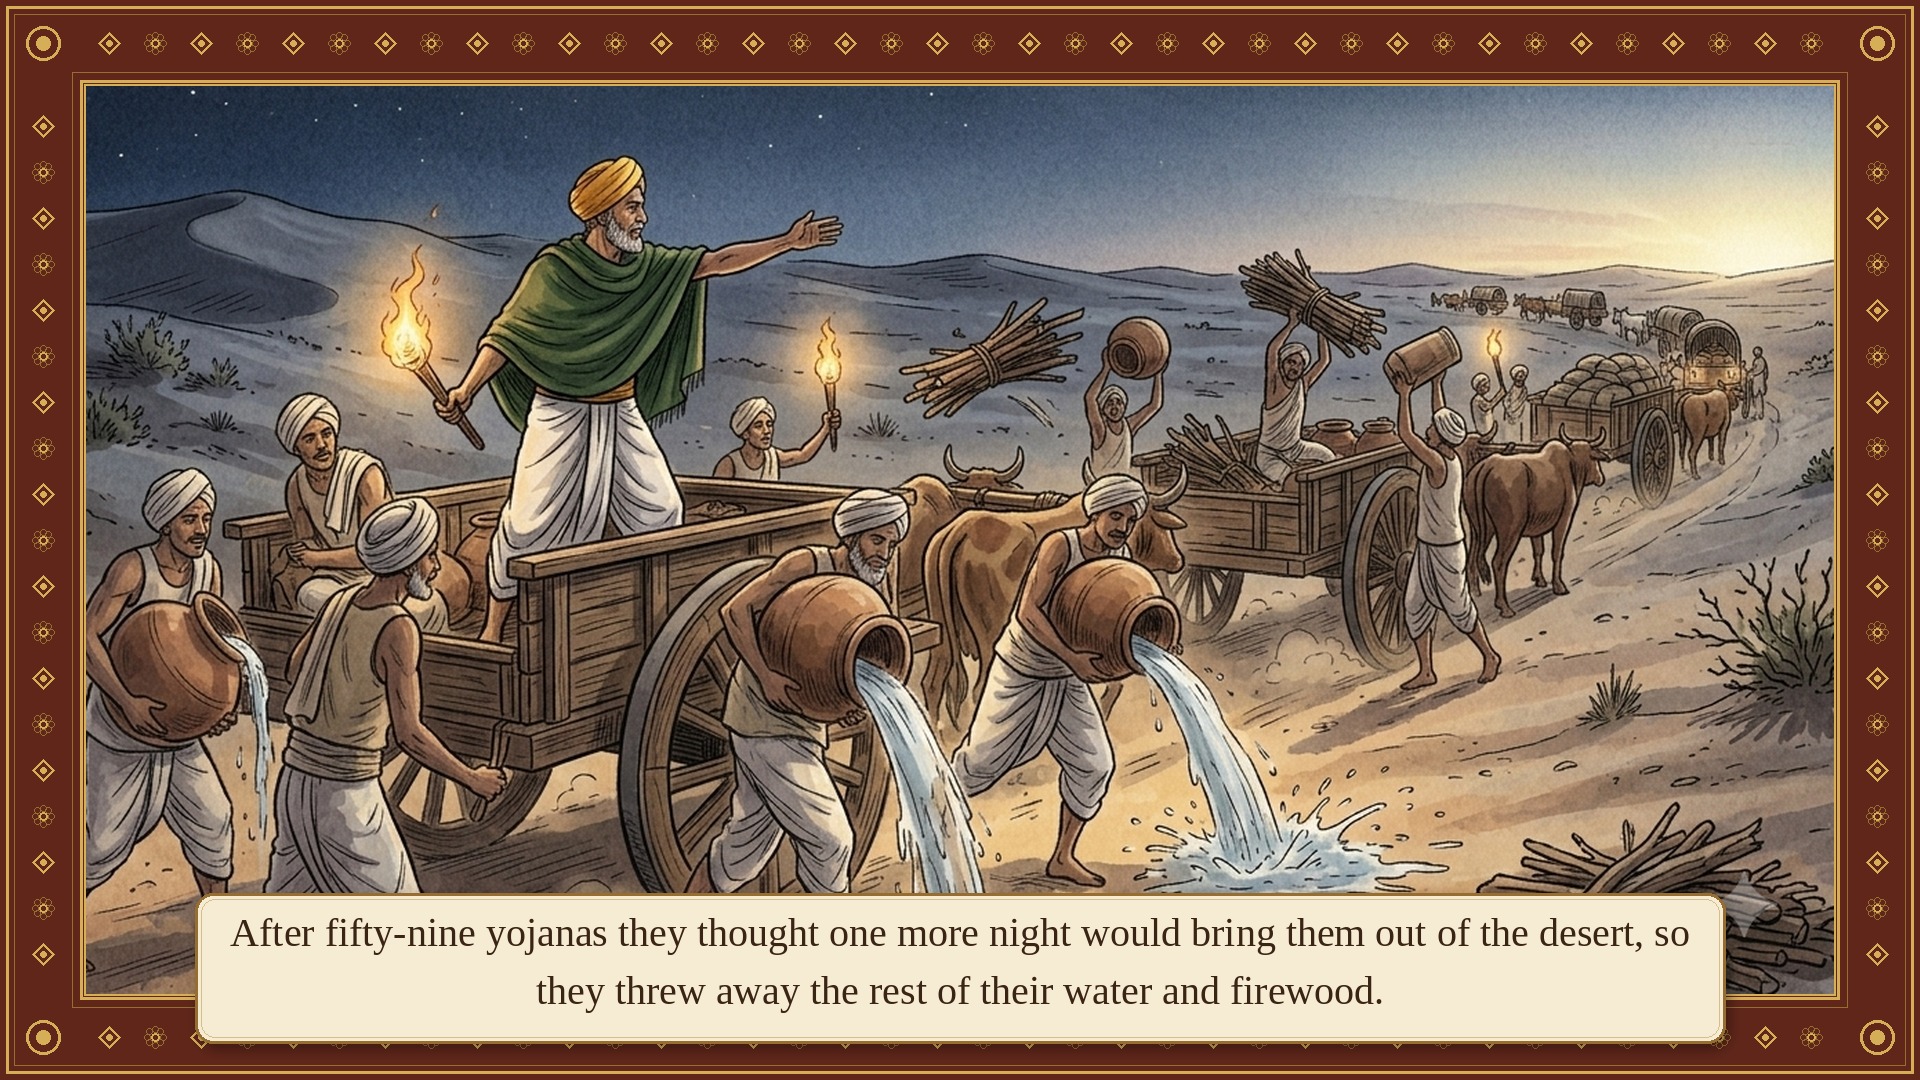 After fifty-nine yojanas they thought one more night would bring them out of the desert, so
they threw away the rest of their water and firewood.